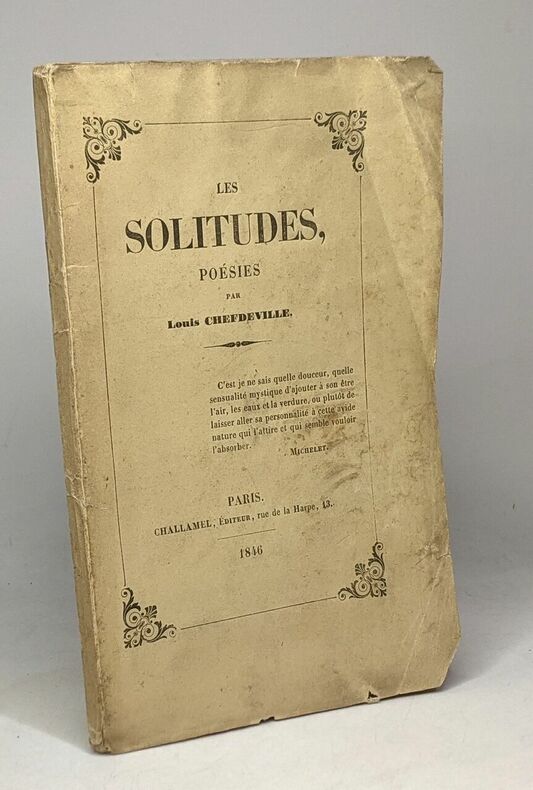 LES
SOLITUDES,
POÉSIES
PAR
Louis CHEFDEVILLE.
C'est je ne sais quelle douceur, quelle
sensualité mystique d'ajouter à son être
l'air, les eaux et la verdure, ou plutôt de
laisser aller sa personnalité à cette avide
nature qui l'attire et qui semble vouloir
l'absorber. MICHELET.
PARIS.
CHALLAMEL, ÉDITEUR, rue de la Harpe, 13.
1846